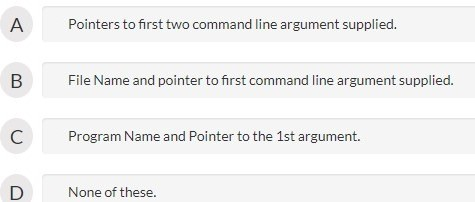 A Pointers to first two command line argument supplied.
B File Name and pointer to first command line argument supplied.
C Program Name and Pointer to the 1st argument.
D None of these.